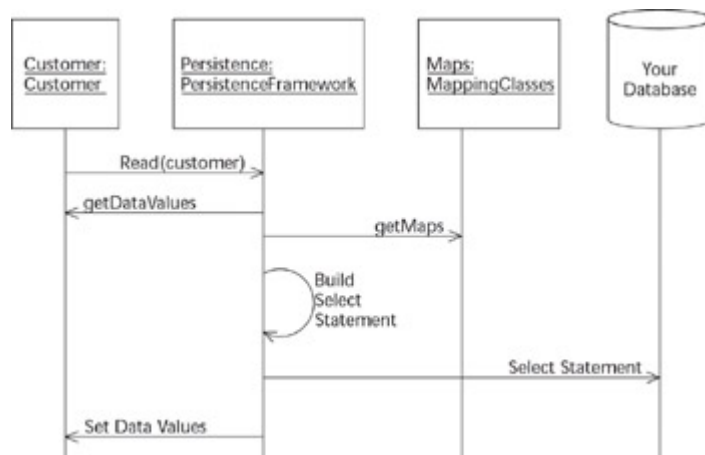 Customer:
Customer
Persistence:
PersistenceFramework
Maps:
MappingClasses
Your
Database
Read(customer)
getDataValues
getMaps
Build
Select
Statement
Select Statement
Set Data Values